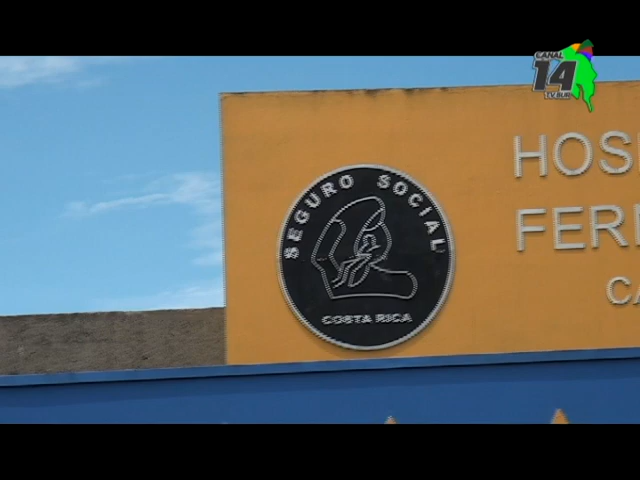 CANAL
14
TV SUR
SEGURO SOCIAL
COSTA RICA
HOS
FER
CA